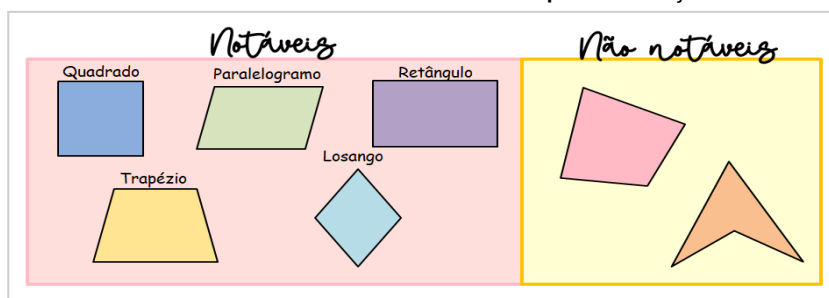 Notáveis
Não notáveis
Quadrado
Paralelogramo
Retângulo
Losango
Trapézio